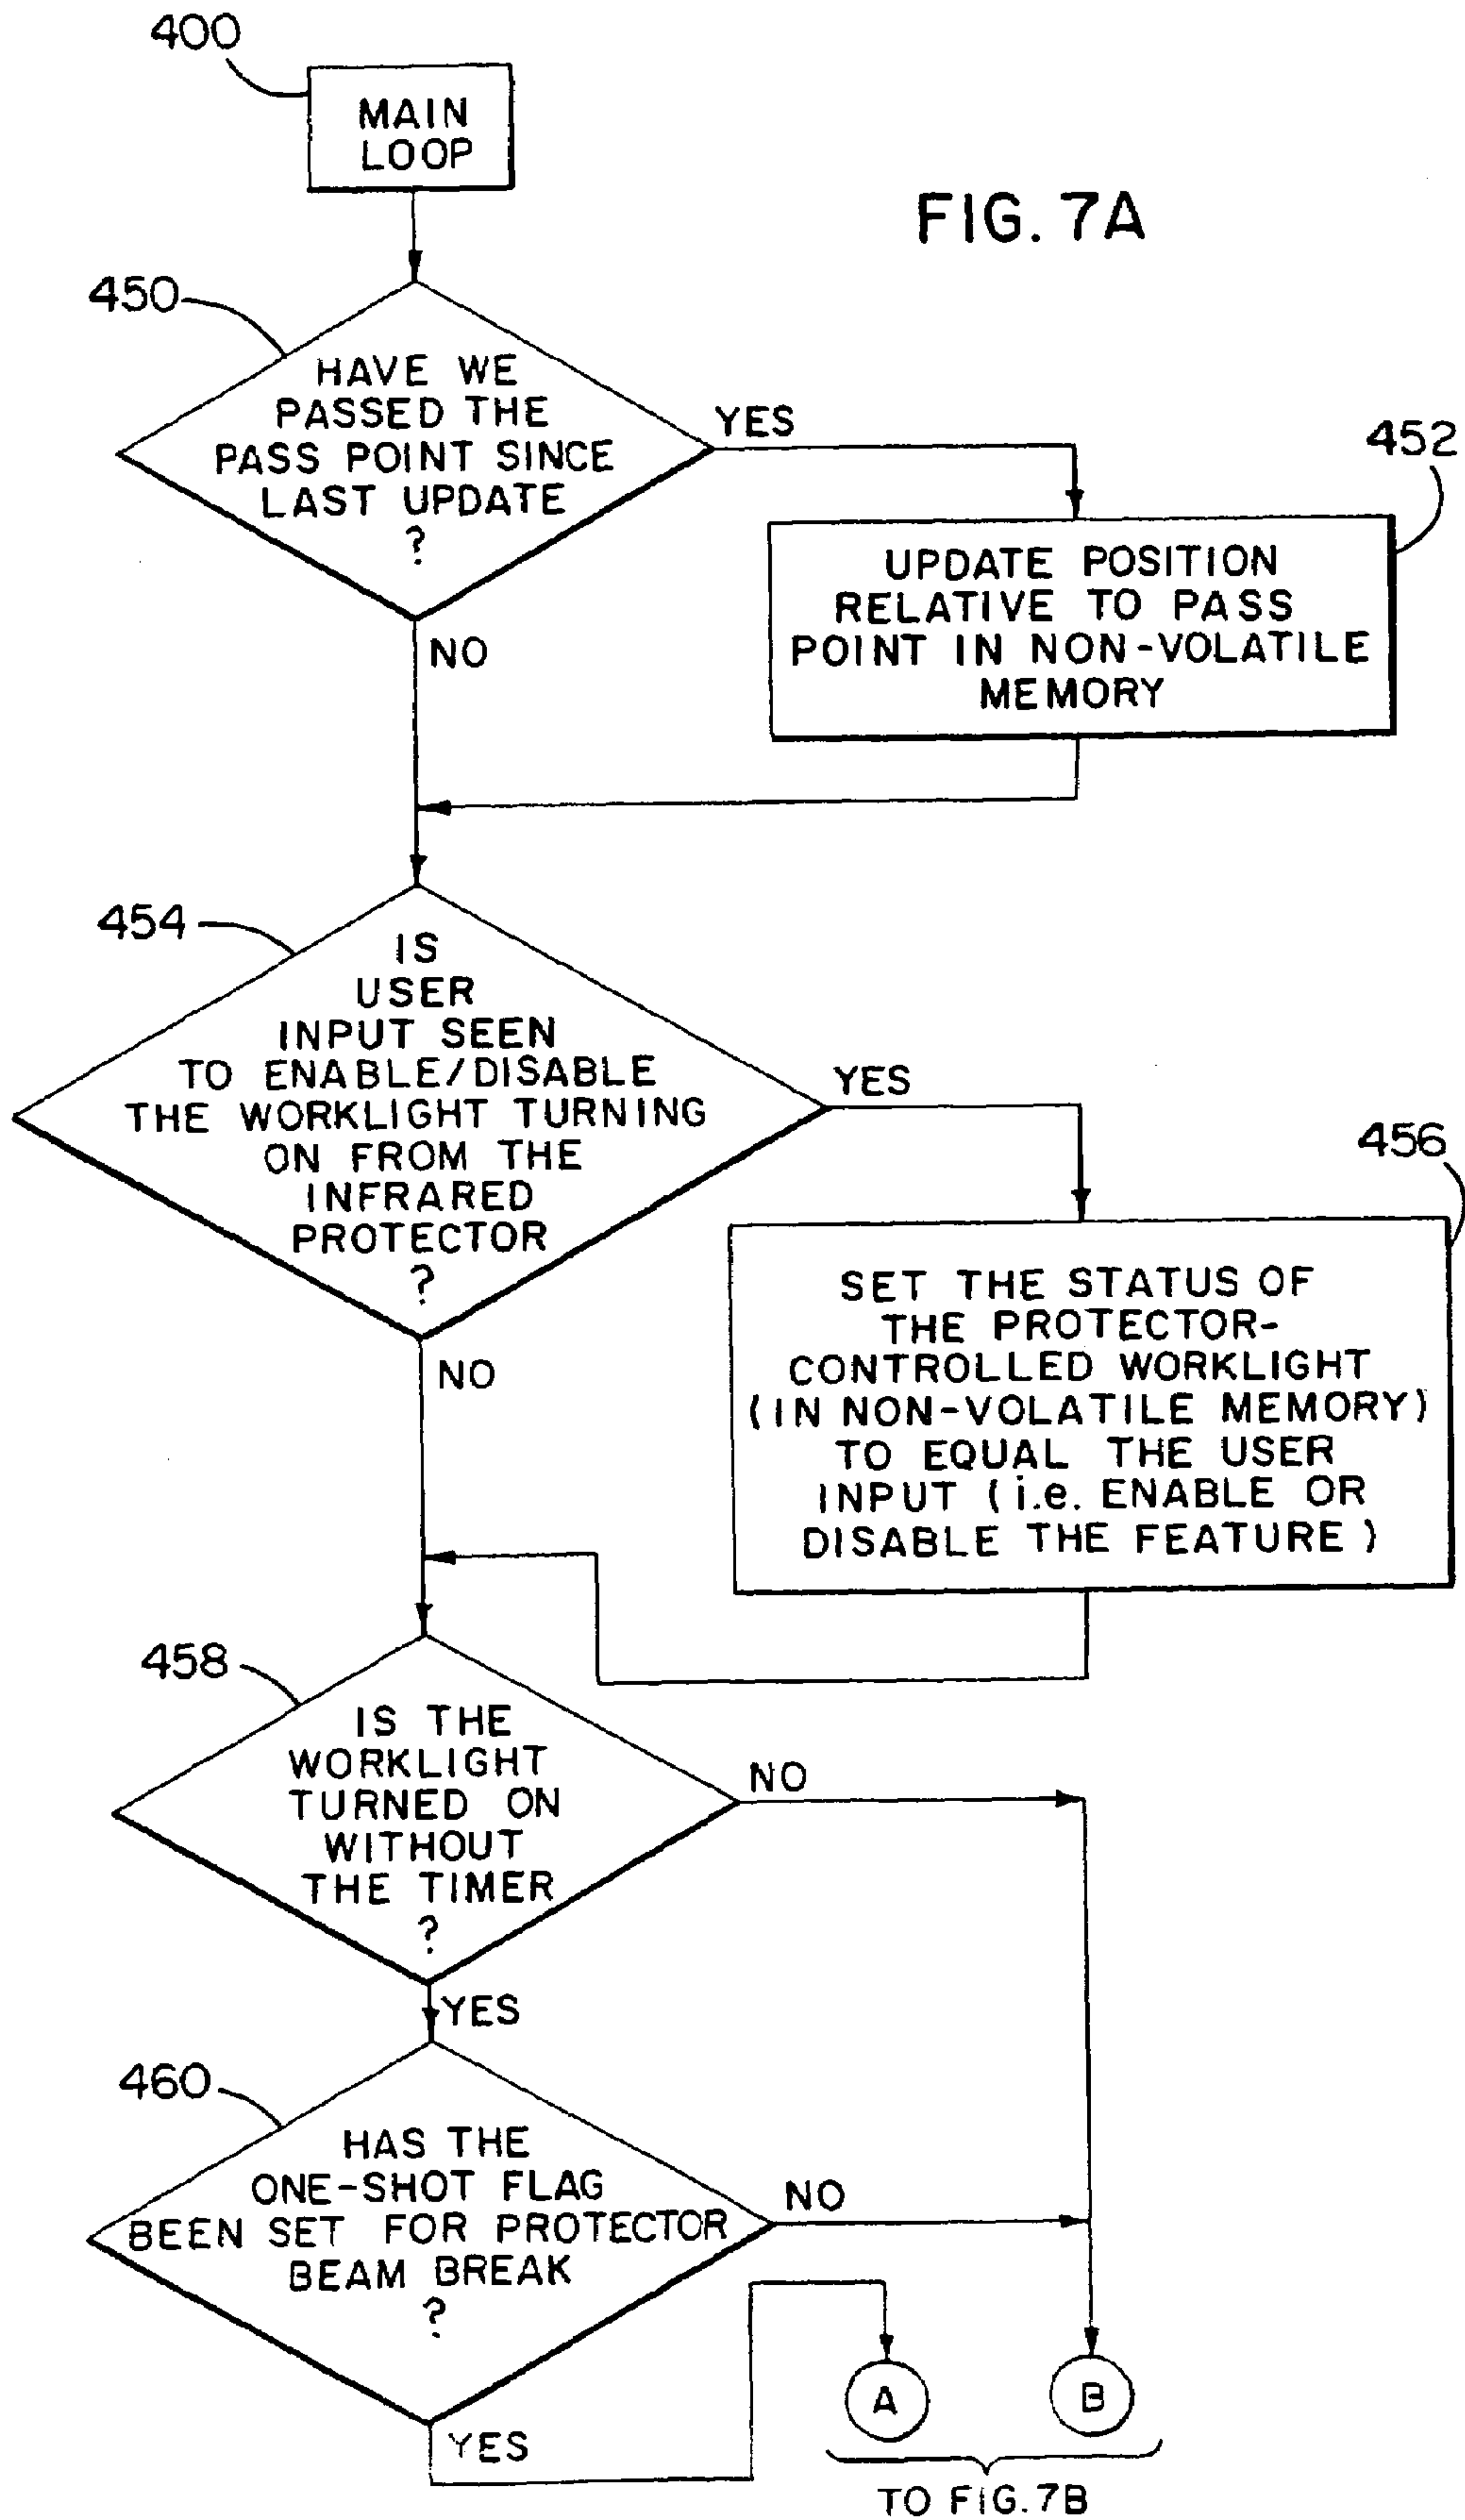 400
MAIN
LOOP
FIG. 7A
450
HAVE WE
PASSED THE
PASS POINT SINCE
LAST UPDATE
?
YES
NO
452
UPDATE POSITION
RELATIVE TO PASS
POINT IN NON-VOLATILE
MEMORY
454
IS
USER
INPUT SEEN
TO ENABLE/DISABLE
THE WORKLIGHT TURNING
ON FROM THE
INFRARED
PROTECTOR
?
YES
NO
456
SET THE STATUS OF
THE PROTECTOR-
CONTROLLED WORKLIGHT
(IN NON-VOLATILE MEMORY)
TO EQUAL THE USER
INPUT (i.e. ENABLE OR
DISABLE THE FEATURE)
458
IS THE
WORKLIGHT
TURNED ON
WITHOUT
THE TIMER
?
NO
YES
460
HAS THE
ONE-SHOT FLAG
BEEN SET FOR PROTECTOR
BEAM BREAK
?
NO
YES
A
B
TO FIG. 7B